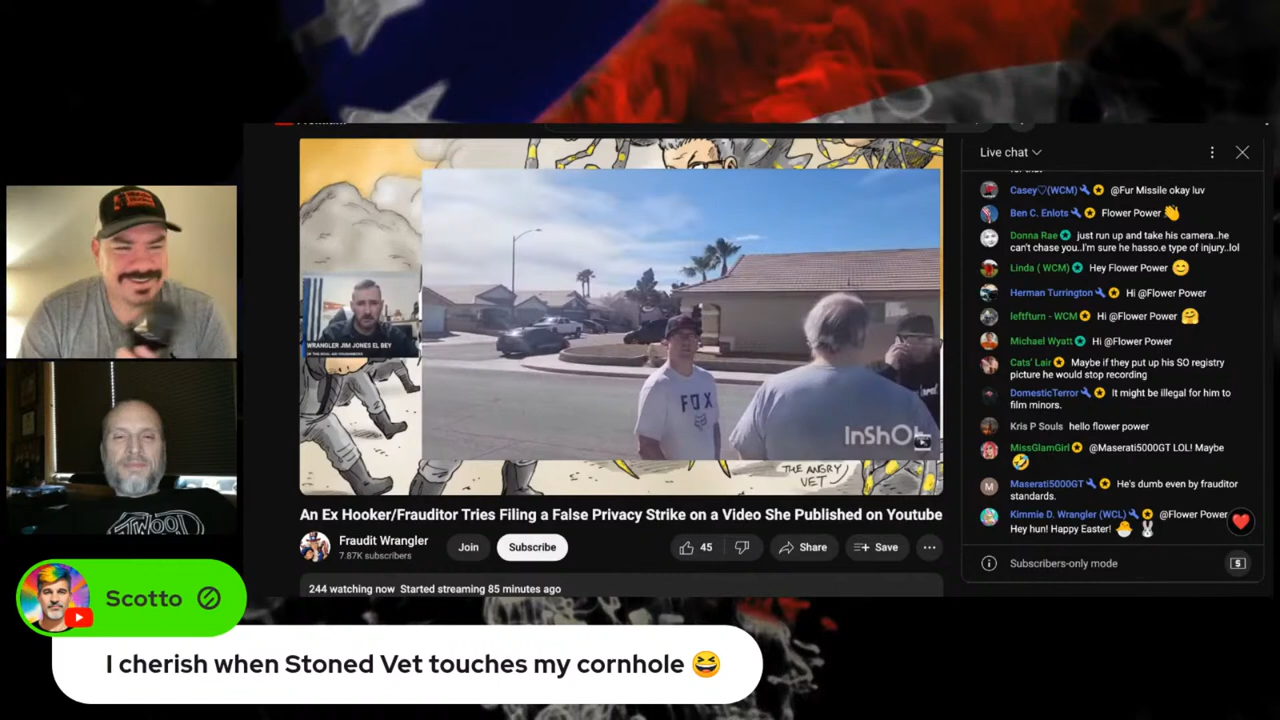 Live chat
Casey♡(WCM) @Fur Missile okay luv
Ben C. Enlots Flower Power 👋
Donna Rae just run up and take his camera..he
can't chase you..I'm sure he hasso.e type of injury..lol
Linda ( WCM) Hey Flower Power 😊
Herman Turrington Hi @Flower Power
leftfurn - WCM Hi @Flower Power 🤗
Michael Wyatt Hi @Flower Power
Cats' Lair Maybe if they put up his SO registry
picture he would stop recording
DomesticTerror It might be illegal for him to
film minors.
Kris P Souls hello flower power
MissGlamGirl @Maserati5000GT LOL! Maybe
🤣
M Maserati5000GT He's dumb even by frauditor
standards.
Kimmie D. Wrangler (WCL) @Flower Power
Hey hun! Happy Easter! 🐣 🐰
Subscribers-only mode
WRANGLER JIM JONES EL BEY
FOX
InShOt
THE ANGRY
VET
An Ex Hooker/Frauditor Tries Filing a False Privacy Strike on a Video She Published on Youtube
Fraudit Wrangler
7.87K subscribers
Join
Subscribe
45
Share
Save
244 watching now Started streaming 85 minutes ago
Scotto
I cherish when Stoned Vet touches my cornhole 😆